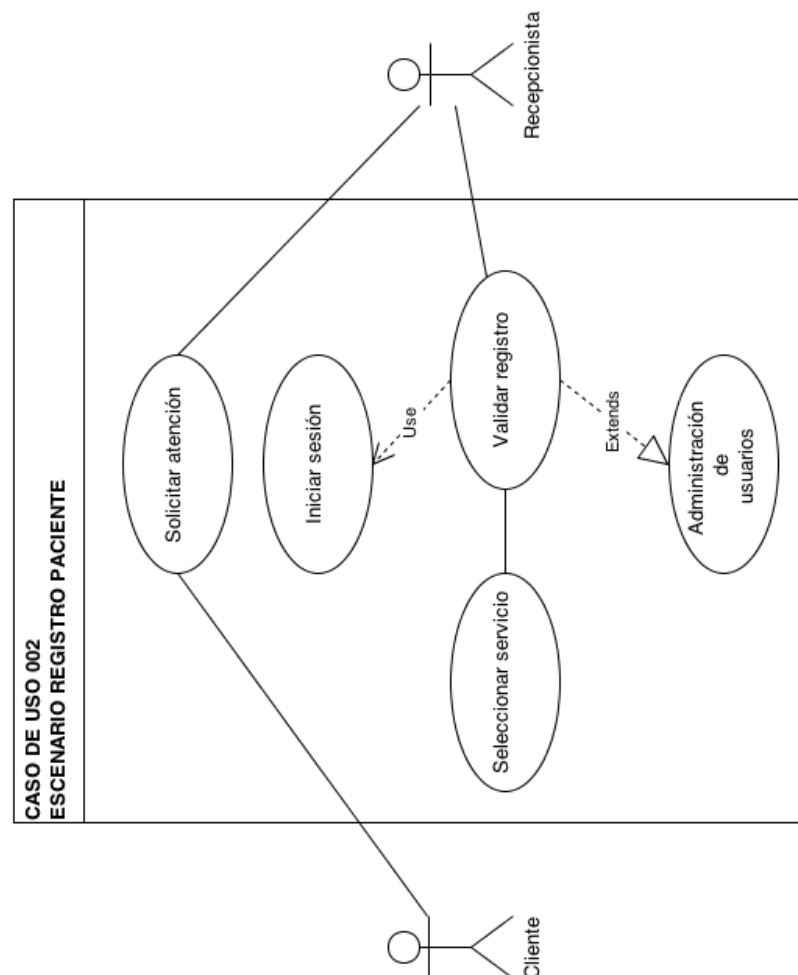 CASO DE USO 002
ESCENARIO REGISTRO PACIENTE
Solicitar atención
Iniciar sesión
Use
Seleccionar servicio
Validar registro
Extends
Administración
de
usuarios
Cliente
Recepcionista